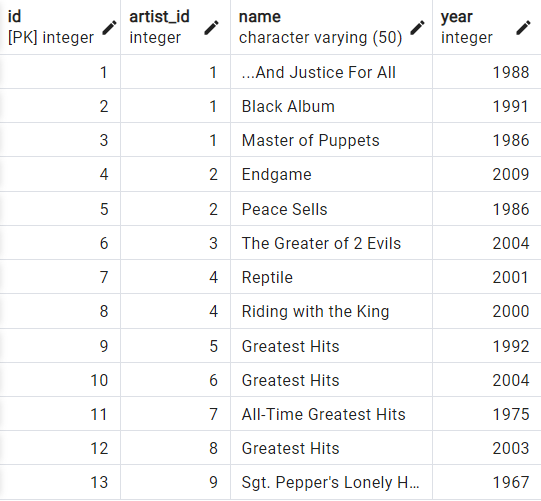 id artist_id name year
[PK] integer integer character varying (50) integer
1 1 ...And Justice For All 1988
2 1 Black Album 1991
3 1 Master of Puppets 1986
4 2 Endgame 2009
5 2 Peace Sells 1986
6 3 The Greater of 2 Evils 2004
7 4 Reptile 2001
8 4 Riding with the King 2000
9 5 Greatest Hits 1992
10 6 Greatest Hits 2004
11 7 All-Time Greatest Hits 1975
12 8 Greatest Hits 2003
13 9 Sgt. Pepper's Lonely H... 1967